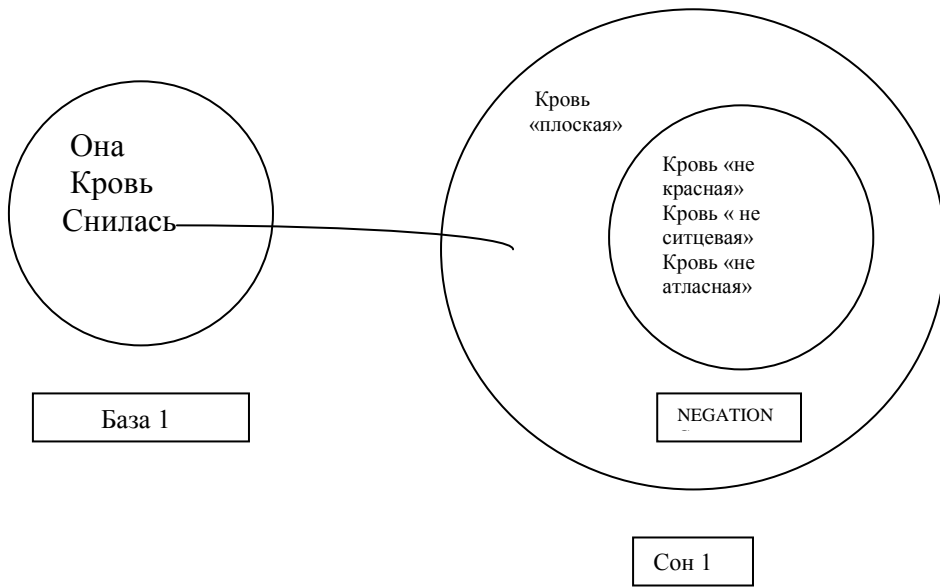 Она
Кровь
Снилась
База 1
Кровь
«плоская»
Кровь «не
красная»
Кровь « не
ситцевая»
Кровь «не
атласная»
NEGATION
Сон 1